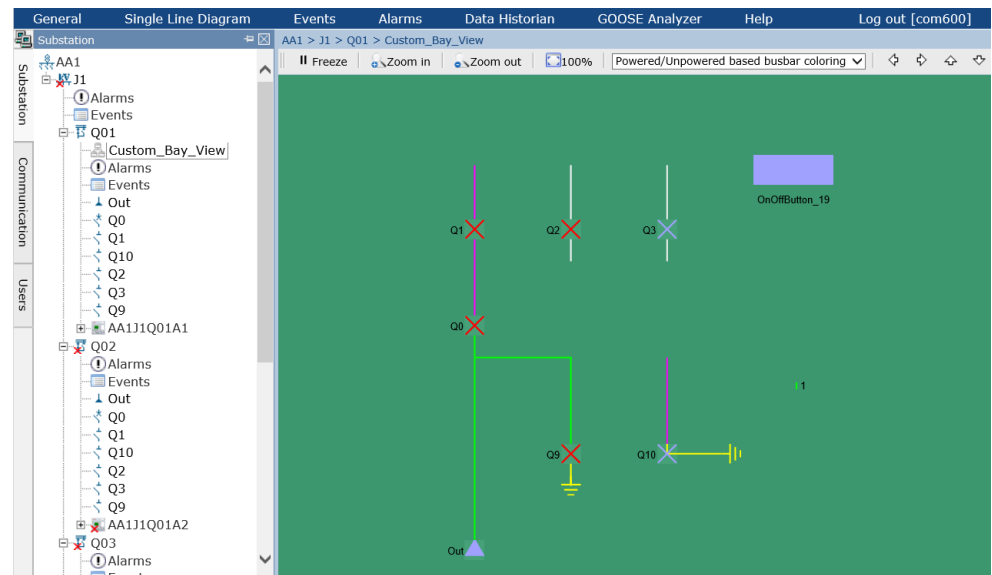 General Single Line Diagram Events Alarms Data Historian GOOSE Analyzer Help Log out [com600]
Substation
AA1 > J1 > Q01 > Custom_Bay_View
Freeze Zoom in Zoom out 100% Powered/Unpowered based busbar coloring
Substation
Communication
Users
AA1
J1
Alarms
Events
Q01
Custom_Bay_View
Alarms
Events
Out
Q0
Q1
Q10
Q2
Q3
Q9
AA1J1Q01A1
Q02
Alarms
Events
Out
Q0
Q1
Q10
Q2
Q3
Q9
AA1J1Q01A2
Q03
Alarms
OnOffButton_19
Q1 Q2 Q3
Q0
1
Q9 Q10
Out